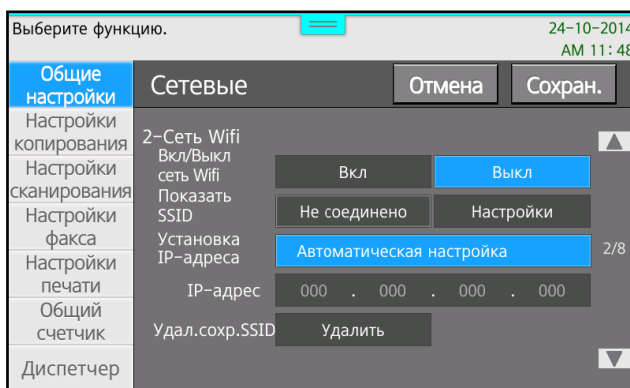 Выберите функцию.
24-10-2014
AM 11:48
Общие
настройки
Настройки
копирования
Настройки
сканирования
Настройки
факса
Настройки
печати
Общий
счетчик
Диспетчер
Сетевые
Отмена
Сохран.
2-Сеть Wifi
Вкл/Выкл
сеть Wifi
Вкл
Выкл
Показать
SSID
Не соединено
Настройки
Установка
IP-адреса
Автоматическая настройка
2/8
IP-адрес
000 . 000 . 000 . 000
Удал.сохр.SSID
Удалить